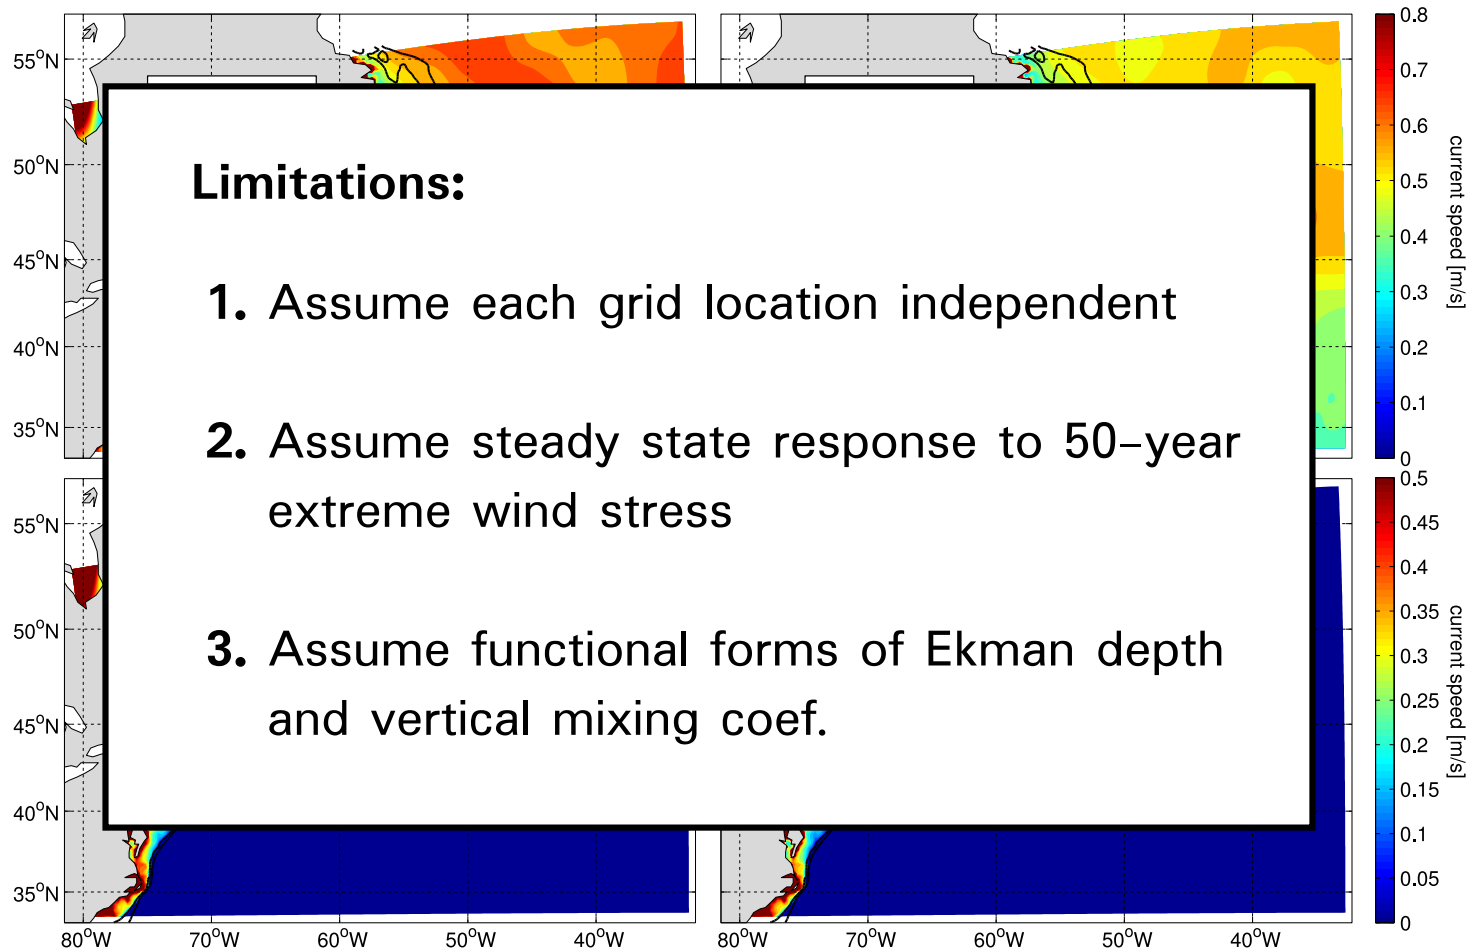 55°N
50°N
45°N
40°N
35°N
0.8
0.7
0.6
0.5
0.4
0.3
0.2
0.1
0
current speed [m/s]
Limitations:
1. Assume each grid location independent
2. Assume steady state response to 50–year
extreme wind stress
3. Assume functional forms of Ekman depth
and vertical mixing coef.
55°N
50°N
45°N
40°N
35°N
80°W
70°W
60°W
50°W
40°W
80°W
70°W
60°W
50°W
40°W
0.5
0.45
0.4
0.35
0.3
0.25
0.2
0.15
0.1
0.05
0
current speed [m/s]